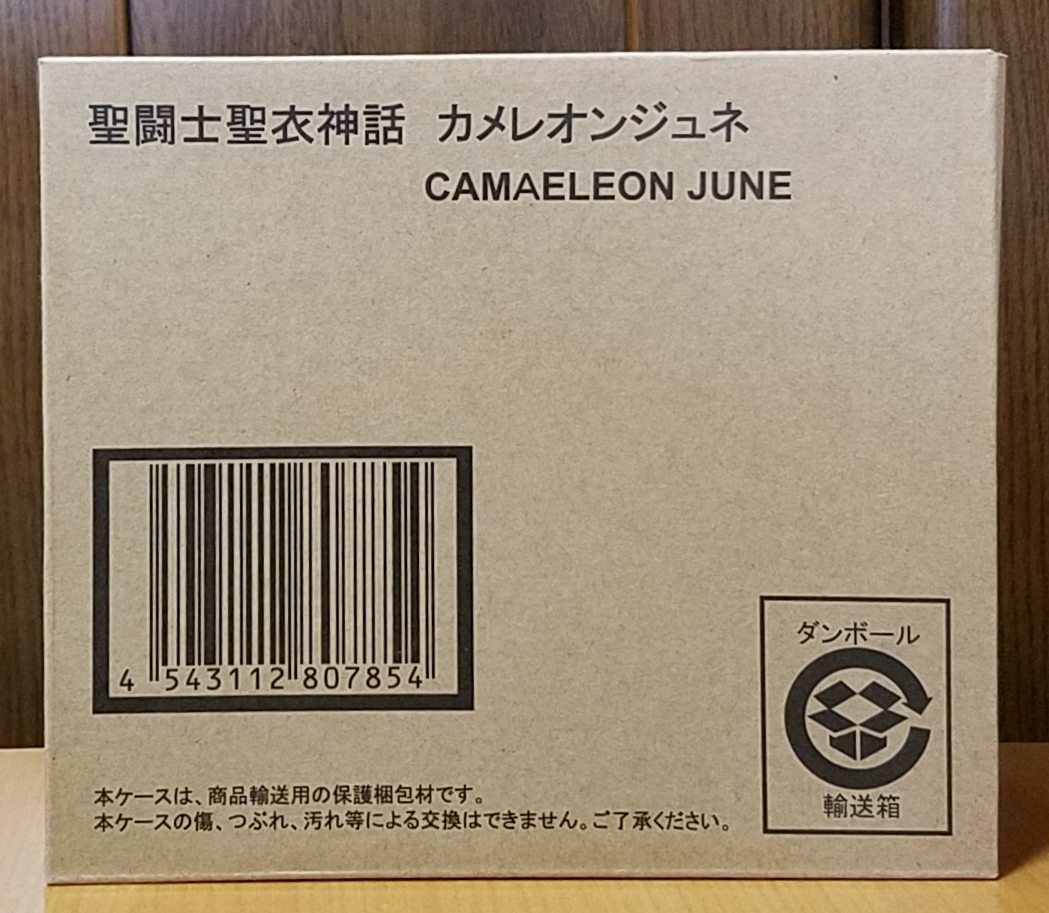 聖闘士聖衣神話 カメレオンジュネ
CAMAELEON JUNE
4 543112 807854
ダンボール
輸送箱
本ケースは、商品輸送用の保護梱包材です。
本ケースの傷、つぶれ、汚れ等による交換はできません。ご了承ください。